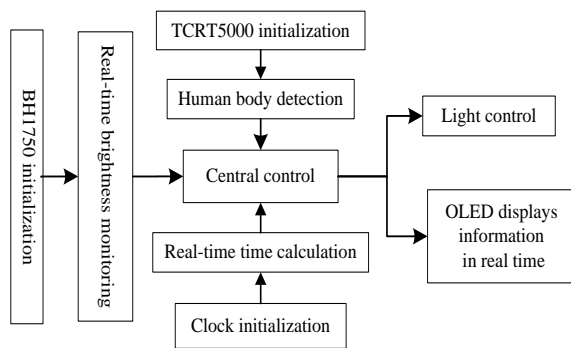 BH1750 initialization
Real-time brightness monitoring
TCRT5000 initialization
Human body detection
Central control
Real-time time calculation
Clock initialization
Light control
OLED displays
information
in real time